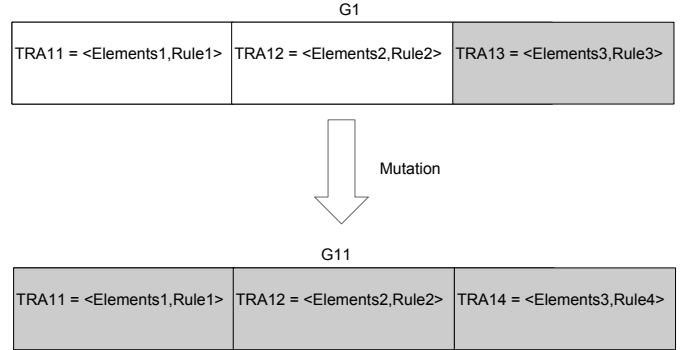 G1
TRA11 = <Elements1,Rule1> TRA12 = <Elements2,Rule2> TRA13 = <Elements3,Rule3>
Mutation
G11
TRA11 = <Elements1,Rule1> TRA12 = <Elements2,Rule2> TRA14 = <Elements3,Rule4>